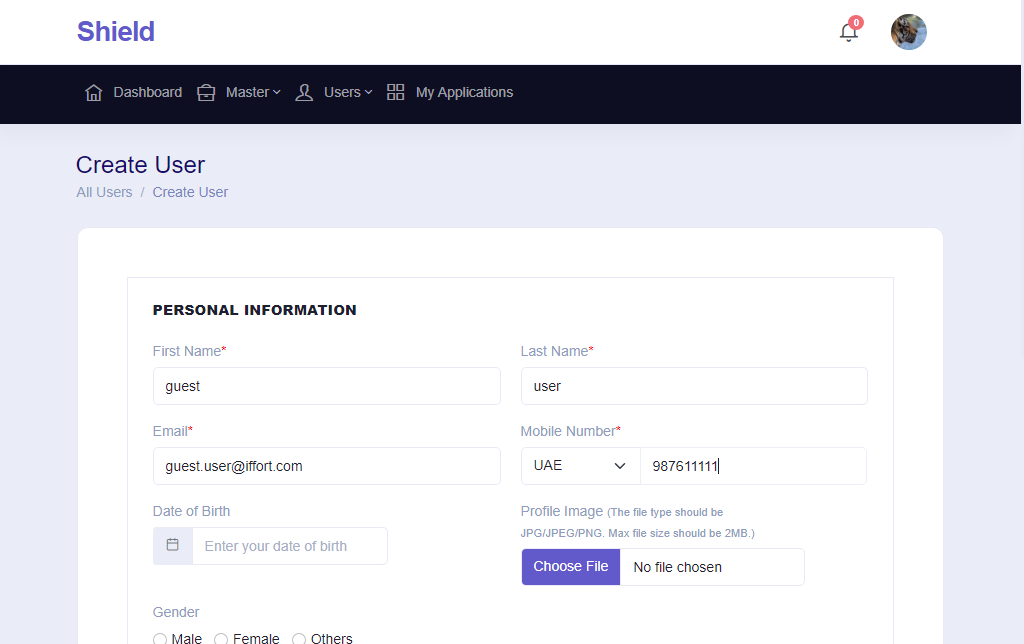 Shield
0
Dashboard Master Users My Applications
Create User
All Users / Create User
PERSONAL INFORMATION
First Name* Last Name*
guest user
Email* Mobile Number*
guest.user@iffort.com UAE 987611111
Date of Birth Profile Image (The file type should be
JPG/JPEG/PNG. Max file size should be 2MB.)
Enter your date of birth
Choose File No file chosen
Gender
Male Female Others